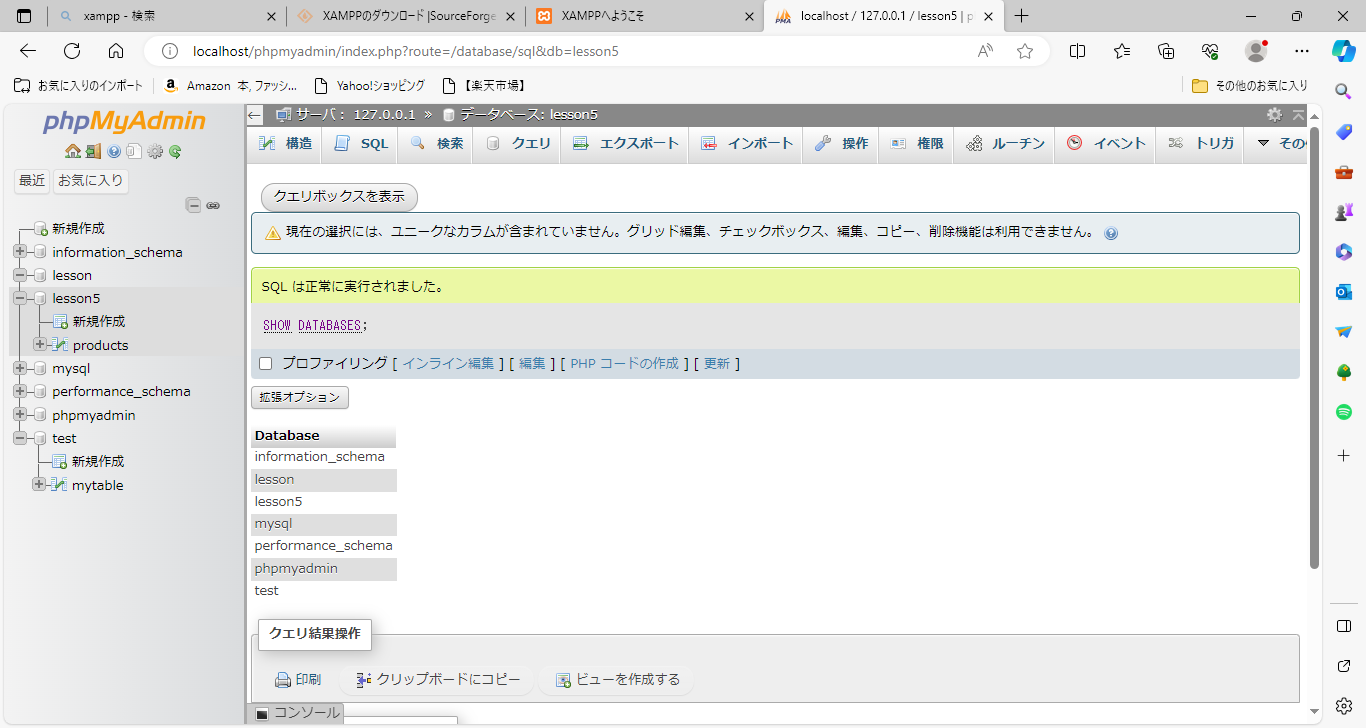 xampp - 検索
XAMPPのダウンロード |SourceForge
XAMPPへようこそ
localhost / 127.0.0.1 / lesson5 | p
localhost/phpmyadmin/index.php?route=/database/sql&db=lesson5
お気に入りのインポート
Amazon 本, ファッシ...
Yahoo!ショッピング
【楽天市場】
その他のお気に入り
phpMyAdmin
最近
お気に入り
新規作成
information_schema
lesson
lesson5
新規作成
products
mysql
performance_schema
phpmyadmin
test
新規作成
mytable
サーバ: 127.0.0.1 » データベース: lesson5
構造
SQL
検索
クエリ
エクスポート
インポート
操作
権限
ルーチン
イベント
トリガ
その
クエリボックスを表示
現在の選択には、ユニークなカラムが含まれていません。グリッド編集、チェックボックス、編集、コピー、削除機能は利用できません。
SQL は正常に実行されました。
SHOW DATABASES;
プロファイリング [ インライン編集 ] [ 編集 ] [ PHP コードの作成 ] [ 更新 ]
拡張オプション
Database
information_schema
lesson
lesson5
mysql
performance_schema
phpmyadmin
test
クエリ結果操作
印刷
クリップボードにコピー
ビューを作成する
コンソール